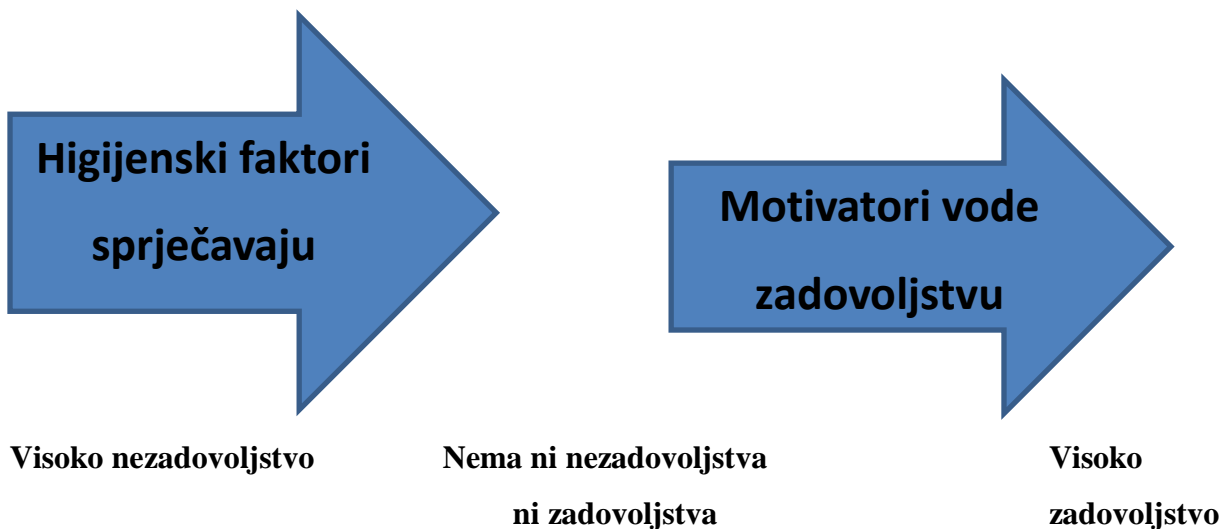 Higijenski faktori
sprječavaju
Motivatori vode
zadovoljstvu
Visoko nezadovoljstvo
Nema ni nezadovoljstva
ni zadovoljstva
Visoko
zadovoljstvo